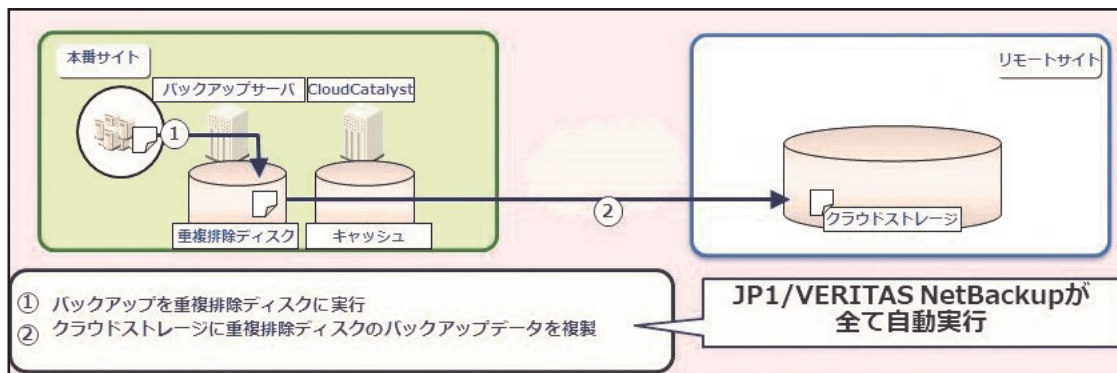 本番サイト
リモートサイト
バックアップサーバ
CloudCatalyst
①
②
重複排除ディスク
キャッシュ
クラウドストレージ
① バックアップを重複排除ディスクに実行
② クラウドストレージに重複排除ディスクのバックアップデータを複製
JP1/VERITAS NetBackupが
全て自動実行